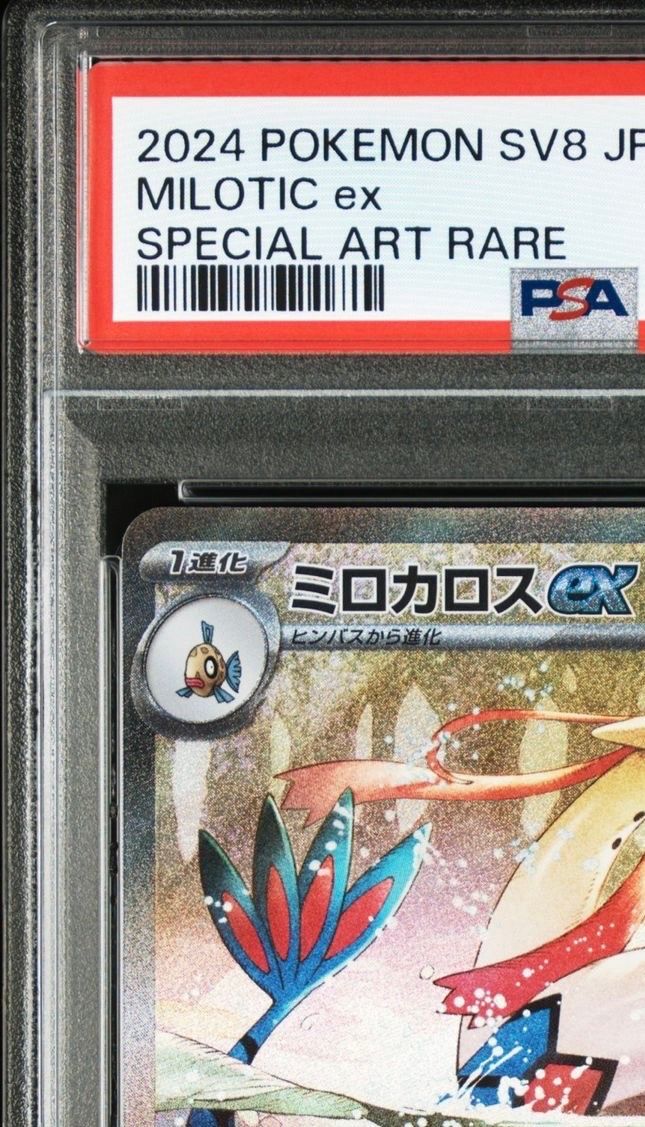 2024 POKEMON SV8 JP
MILOTIC ex
SPECIAL ART RARE
PSA
1進化
ミロカロスex
ヒンバスから進化